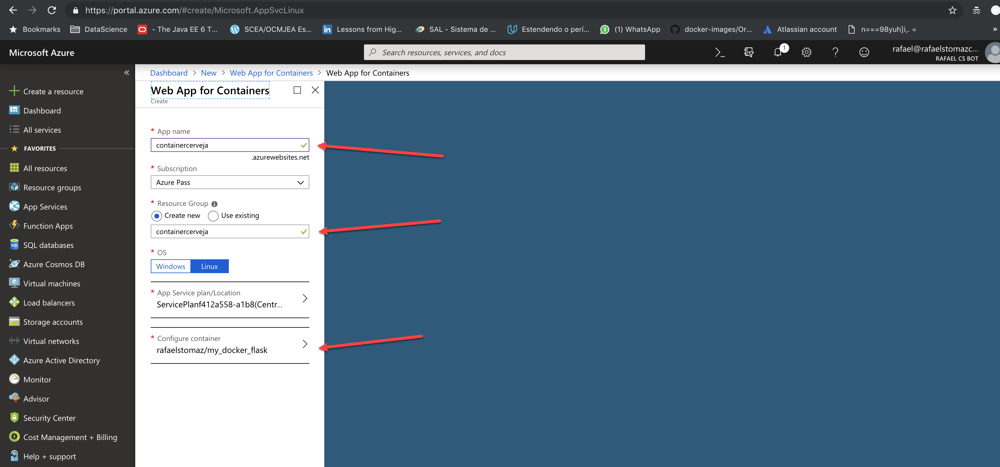 https://portal.azure.com/#create/Microsoft.AppSvcLinux
Bookmarks DataScience - The Java EE 6 T... SCEA/OCMJEA Es... in Lessons from Hig... SAL - Sistema de ... Estendendo o perí... 3 (1) WhatsApp docker-images/Or... Atlassian account n===98yuh]i,. = »
Microsoft Azure
Search resources, services, and docs
1
rafael@rafaelstomazc...
RAFAEL CS BOT
«
Create a resource
Dashboard
All services
FAVORITES
All resources
Resource groups
App Services
Function Apps
SQL SQL databases
Azure Cosmos DB
Virtual machines
Load balancers
Storage accounts
Virtual networks
Azure Active Directory
Monitor
Advisor
Security Center
$ Cost Management + Billing
Help + support
Dashboard > New > Web App for Containers > Web App for Containers
Web App for Containers
Create
* App name
containercerveja
.azurewebsites.net
* Subscription
Azure Pass
* Resource Group
Create new Use existing
containercerveja
* OS
Windows Linux
* App Service plan/Location
ServicePlanf412a558-a1b8(Centr...
* Configure container
rafaelstomaz/my_docker_flask